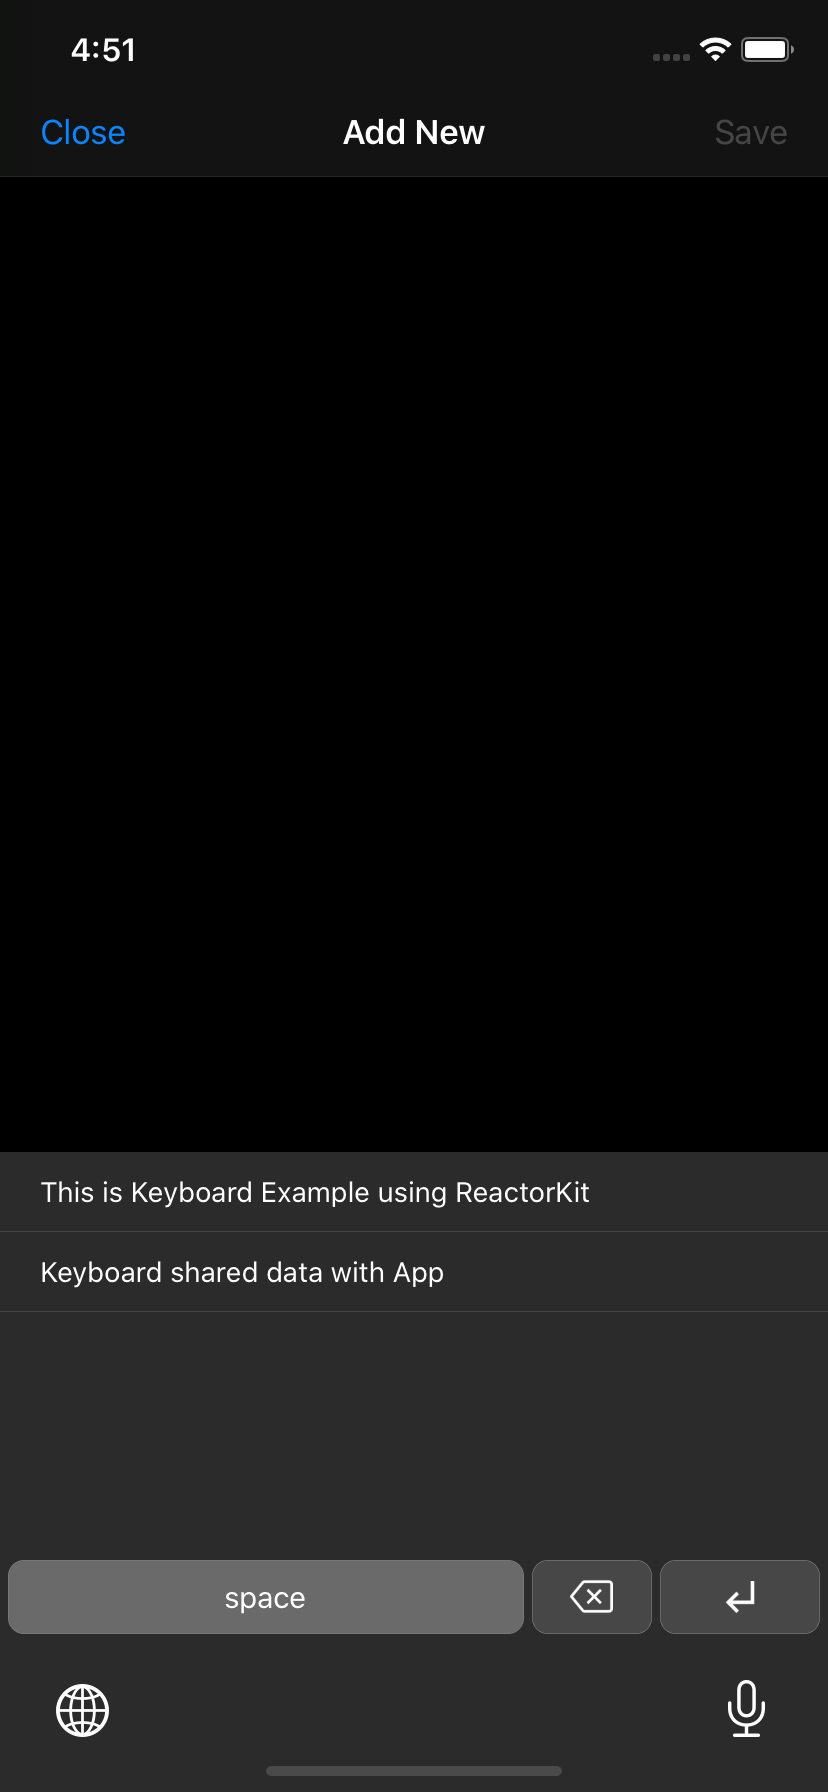 4:51
Close Add New Save
This is Keyboard Example using ReactorKit
Keyboard shared data with App
space